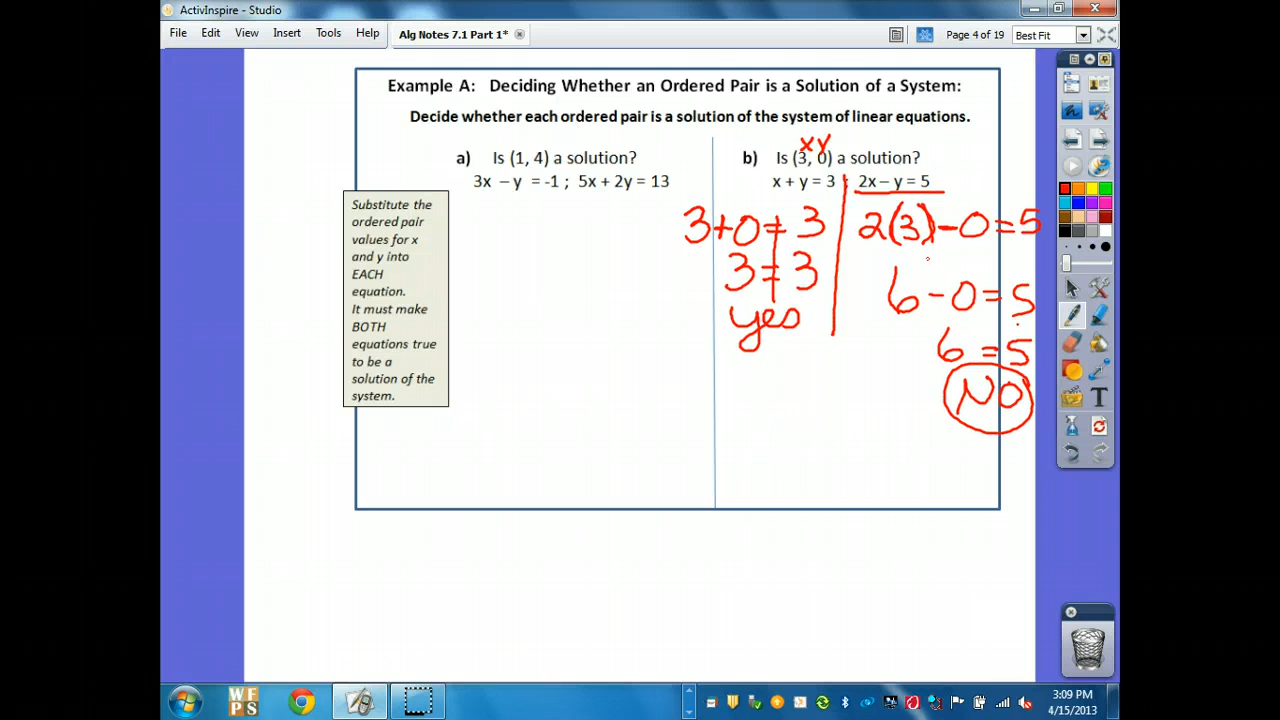 ActivInspire - Studio
File Edit View Insert Tools Help
Alg Notes 7.1 Part 1*
Page 4 of 19
Best Fit
Example A: Deciding Whether an Ordered Pair is a Solution of a System:
Decide whether each ordered pair is a solution of the system of linear equations.
a) Is (1, 4) a solution?
3x – y = -1 ; 5x + 2y = 13
Substitute the
ordered pair
values for x
and y into
EACH
equation.
It must make
BOTH
equations true
to be a
solution of the
system.
x y
b) Is (3, 0) a solution?
x + y = 3 ; 2x – y = 5
3+0=3
3=3
yes
2(3)-0=5
6-0=5
6=5
NO
T
WF
PS
3:09 PM
4/15/2013